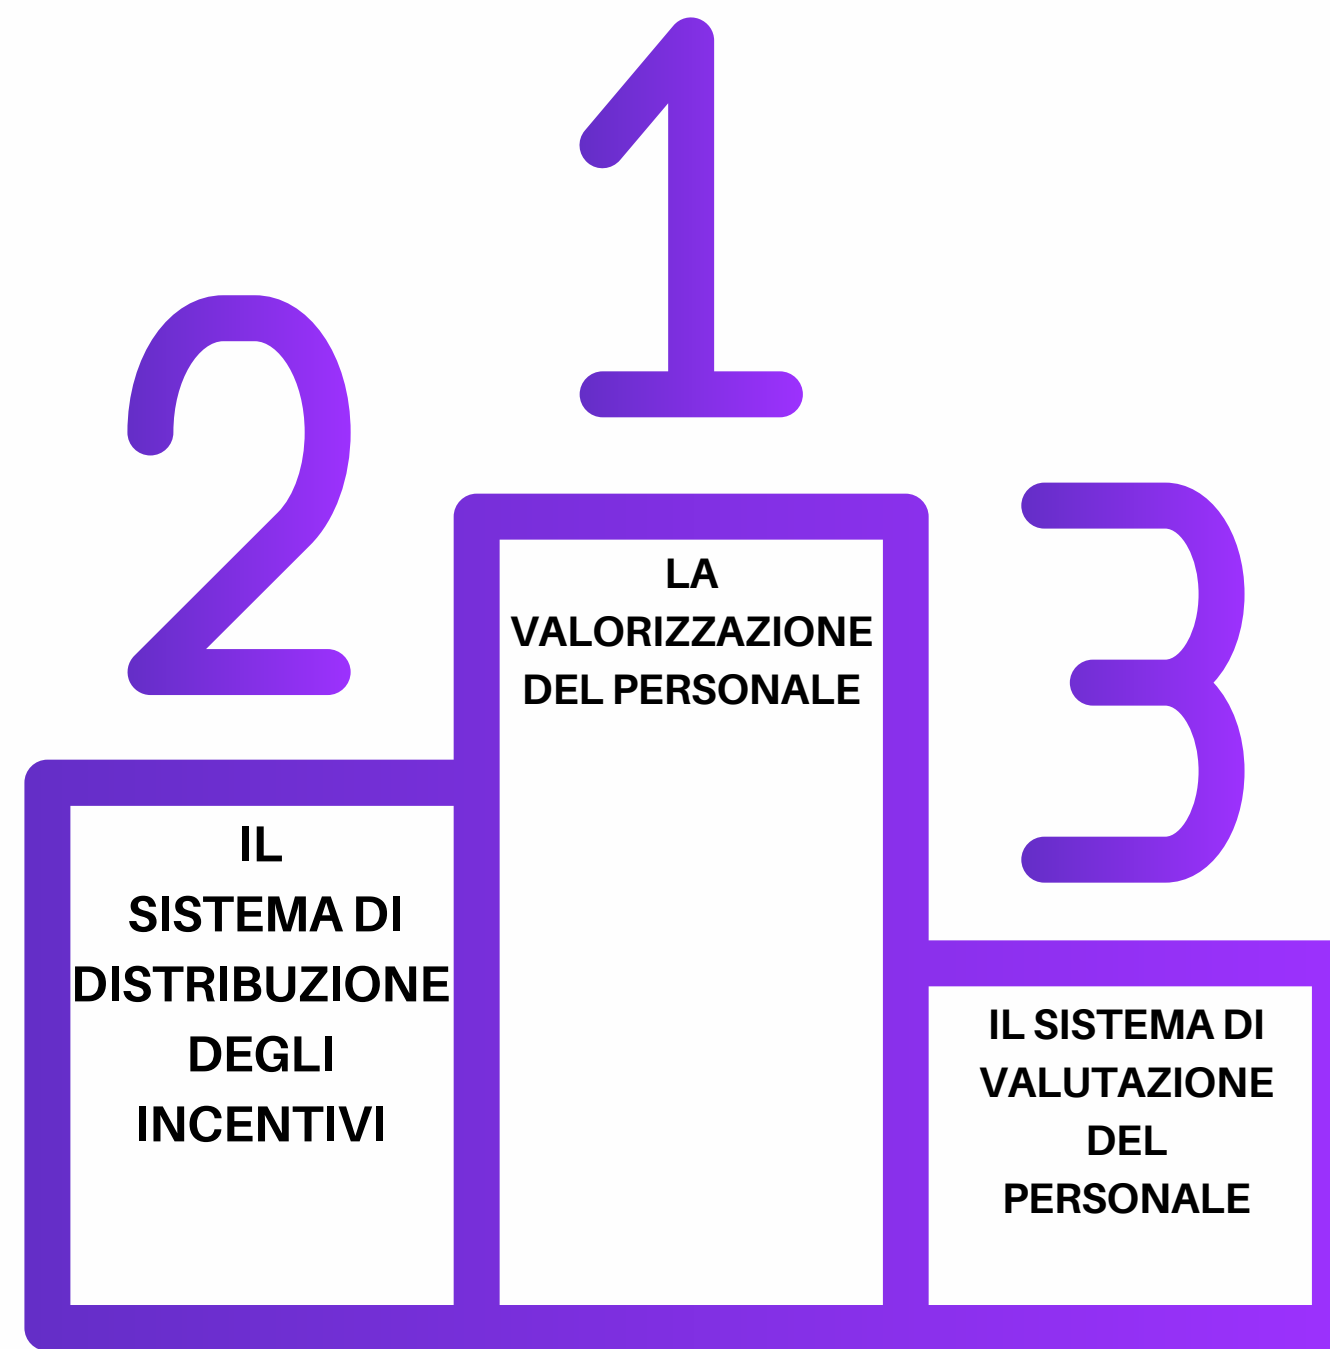 1
LA
VALORIZZAZIONE
DEL PERSONALE
2
IL
SISTEMA DI
DISTRIBUZIONE
DEGLI
INCENTIVI
3
IL SISTEMA DI
VALUTAZIONE
DEL
PERSONALE